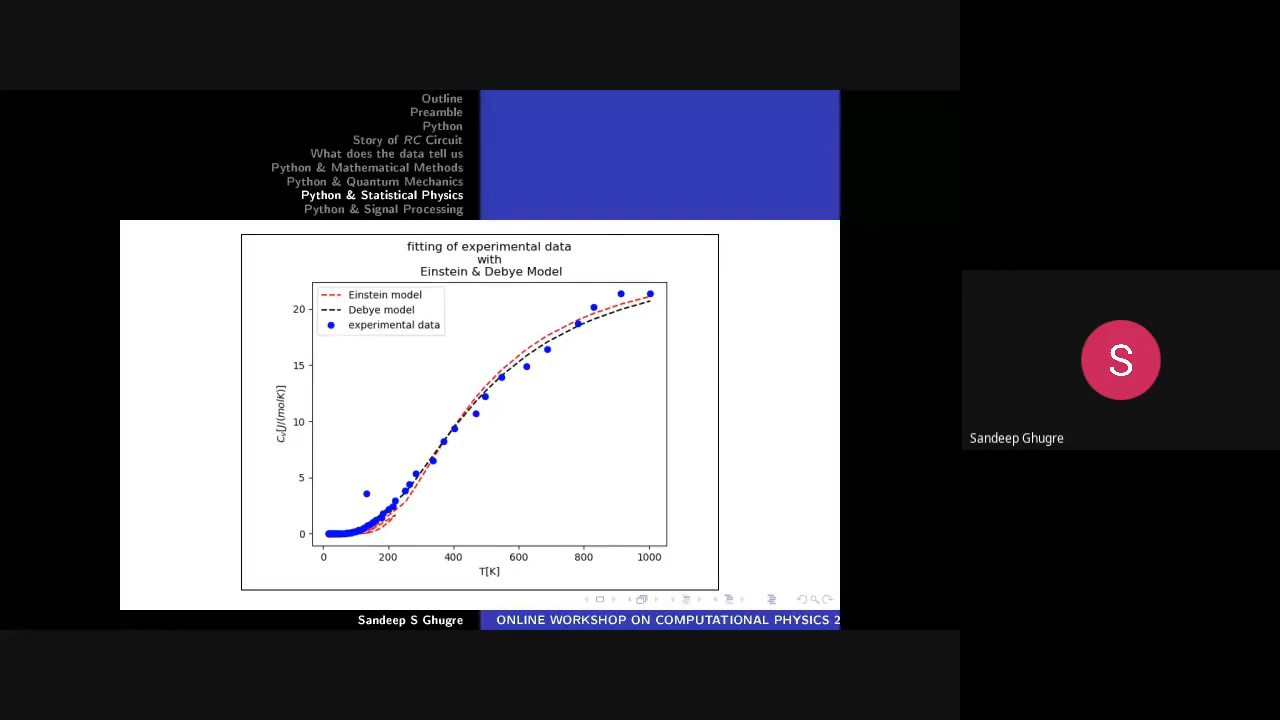 Outline
Preamble
Python
Story of RC Circuit
What does the data tell us
Python & Mathematical Methods
Python & Quantum Mechanics
Python & Statistical Physics
Python & Signal Processing
fitting of experimental data
with
Einstein & Debye Model
Einstein model
Debye model
experimental data
20
15
10
5
0
Cv[J/(molK)]
0 200 400 600 800 1000
T[K]
S
Sandeep Ghugre
Sandeep S Ghugre
ONLINE WORKSHOP ON COMPUTATIONAL PHYSICS 2